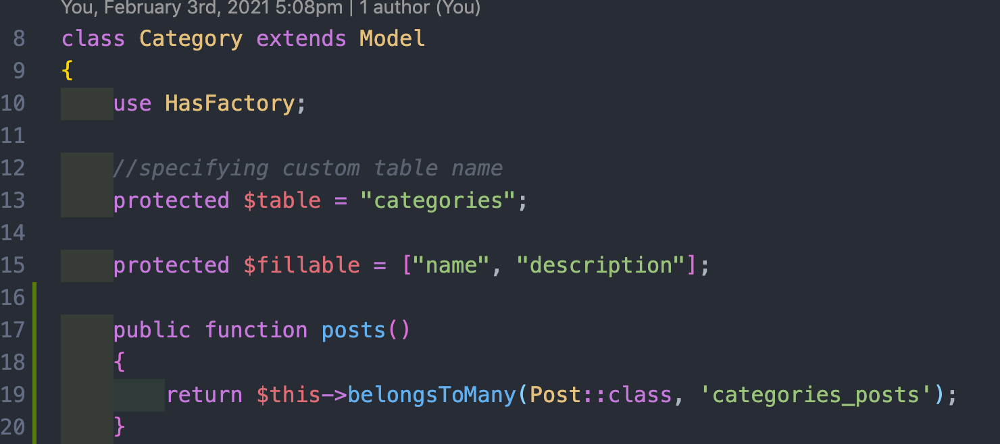 You, February 3rd, 2021 5:08pm | 1 author (You)
8 class Category extends Model
9 {
10 use HasFactory;
11
12 //specifying custom table name
13 protected $table = "categories";
14
15 protected $fillable = ["name", "description"];
16
17 public function posts()
18 {
19 return $this->belongsToMany(Post::class, 'categories_posts');
20 }